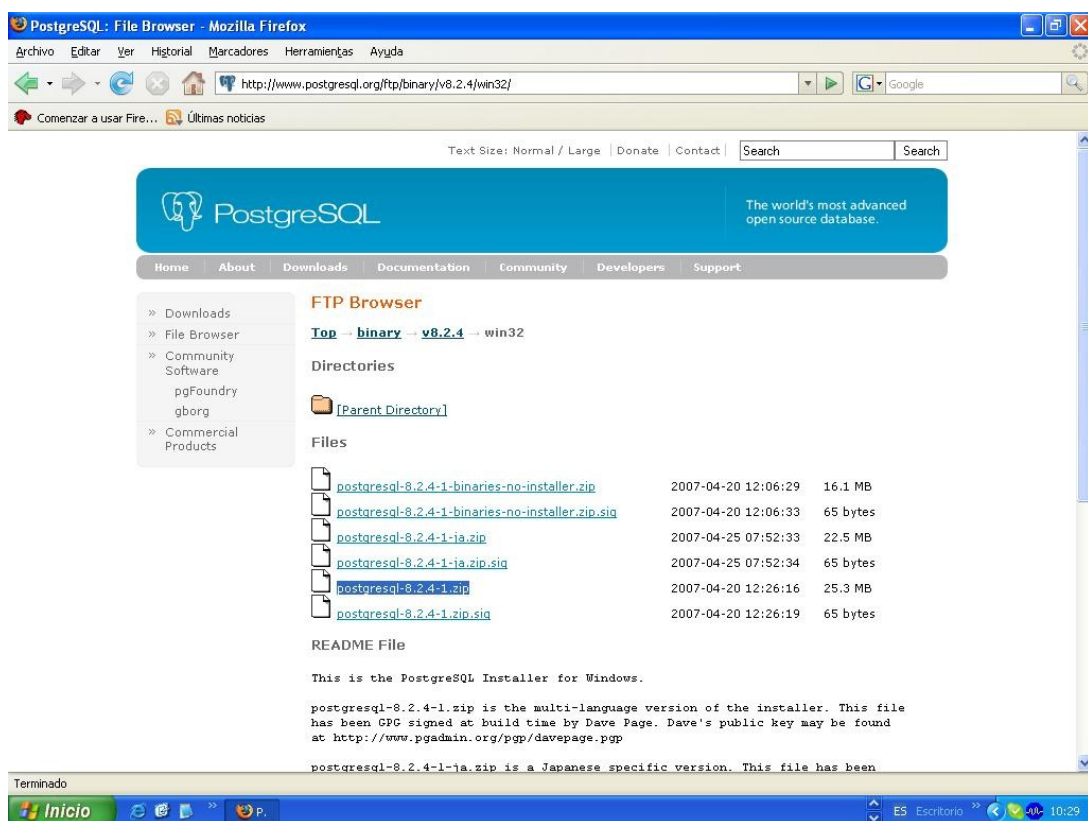 PostgreSQL: File Browser - Mozilla Firefox
Archivo Editar Ver Historial Marcadores Herramientas Ayuda
http://www.postgresql.org/ftp/binary/v8.2.4/win32/ G Google
Comenzar a usar Fire... Últimas noticias
Text Size: Normal / Large | Donate | Contact | Search Search
PostgreSQL
The world's most advanced
open source database.
Home About Downloads Documentation Community Developers Support
» Downloads
» File Browser
» Community
Software
pgFoundry
gborg
» Commercial
Products
FTP Browser
Top → binary → v8.2.4 → win32
Directories
[Parent Directory]
Files
postgresql-8.2.4-1-binaries-no-installer.zip 2007-04-20 12:06:29 16.1 MB
postgresql-8.2.4-1-binaries-no-installer.zip.sig 2007-04-20 12:06:33 65 bytes
postgresql-8.2.4-1-ja.zip 2007-04-25 07:52:33 22.5 MB
postgresql-8.2.4-1-ja.zip.sig 2007-04-25 07:52:34 65 bytes
postgresql-8.2.4-1.zip 2007-04-20 12:26:16 25.3 MB
postgresql-8.2.4-1.zip.sig 2007-04-20 12:26:19 65 bytes
README File
This is the PostgreSQL Installer for Windows.
postgresql-8.2.4-1.zip is the multi-language version of the installer. This file
has been GPG signed at build time by Dave Page. Dave's public key may be found
at http://www.pgadmin.org/pgp/davepage.pgp
postgresql-8.2.4-1-ja.zip is a Japanese specific version. This file has been
Terminado
Inicio » P. ES Escritorio » 10:29